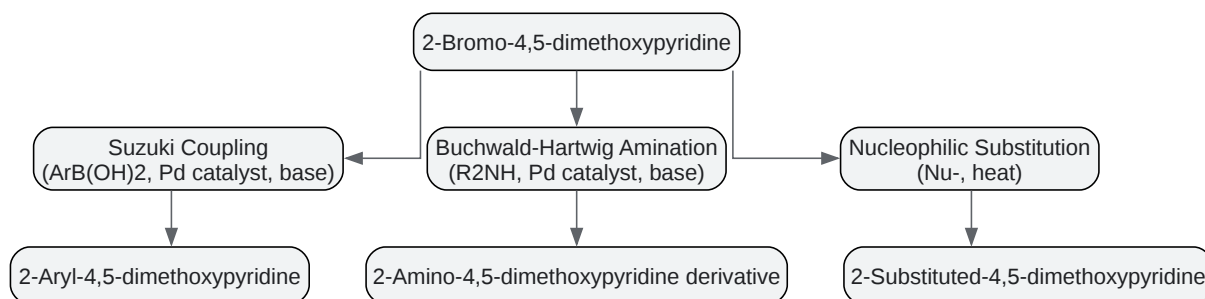 2-Bromo-4,5-dimethoxypyridine
Suzuki Coupling
(ArB(OH)2, Pd catalyst, base)
Buchwald-Hartwig Amination
(R2NH, Pd catalyst, base)
Nucleophilic Substitution
(Nu-, heat)
2-Aryl-4,5-dimethoxypyridine
2-Amino-4,5-dimethoxypyridine derivative
2-Substituted-4,5-dimethoxypyridine